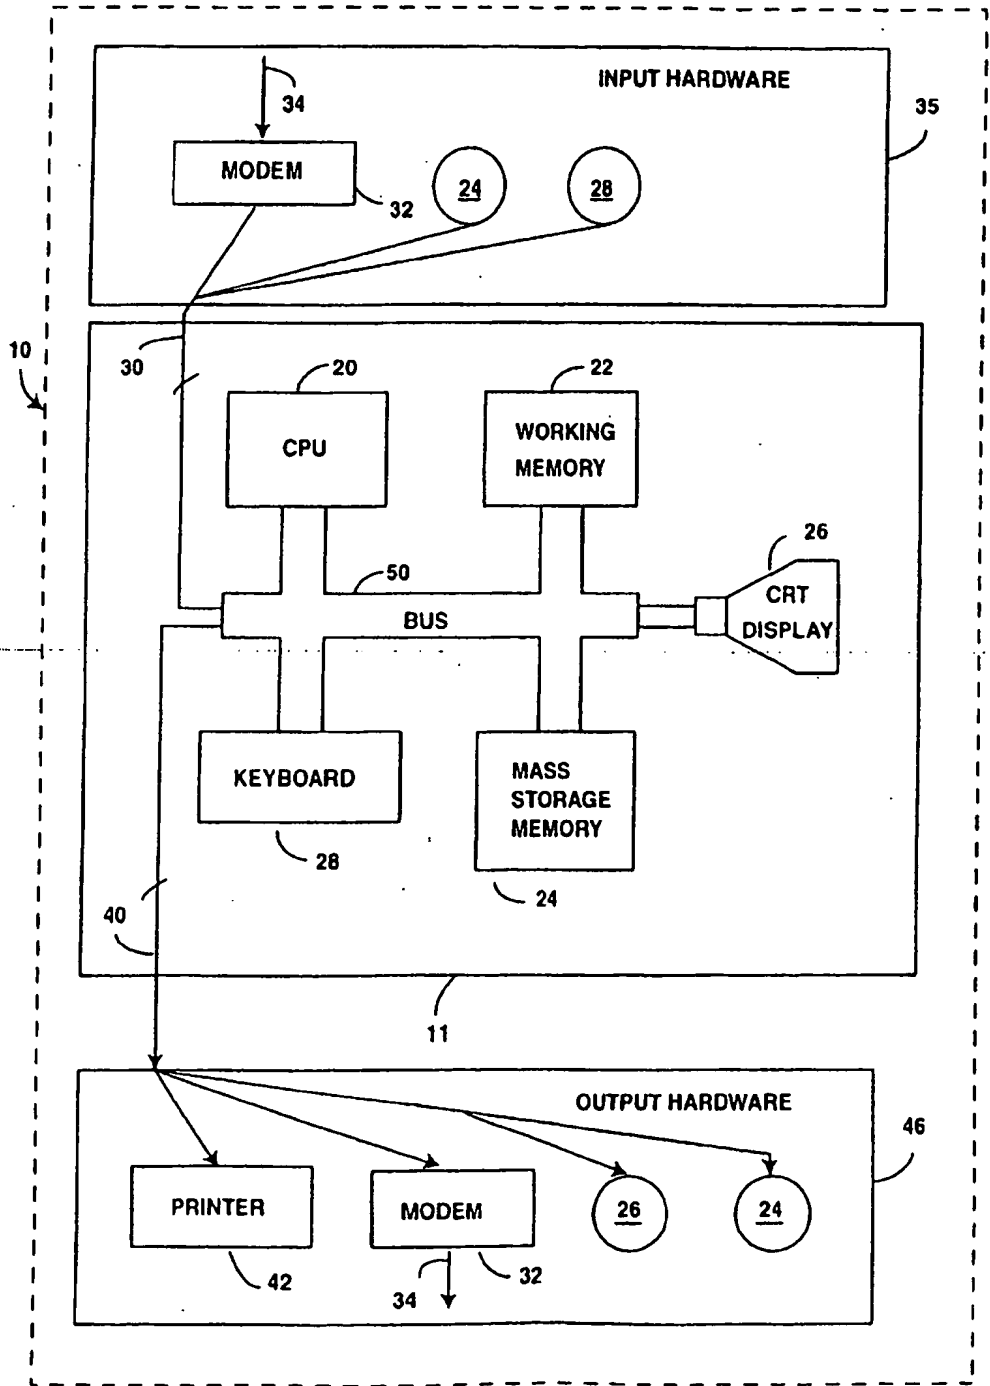 INPUT HARDWARE
34
35
MODEM
32
24
28
10
30
20
22
CPU
WORKING
MEMORY
26
50
CRT
DISPLAY
BUS
KEYBOARD
MASS
STORAGE
MEMORY
28
24
40
11
OUTPUT HARDWARE
46
PRINTER
MODEM
26
24
42
32
34